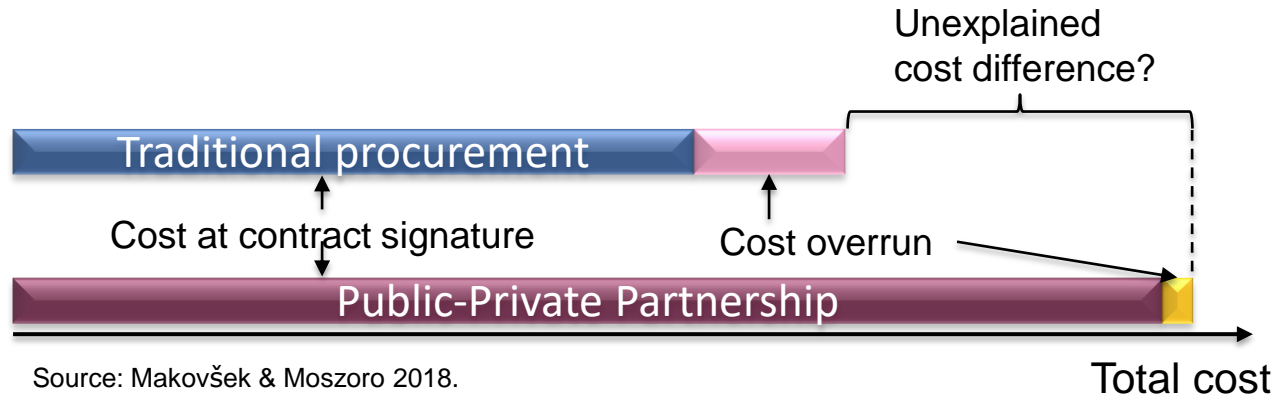 Unexplained
cost difference?
Traditional procurement
Cost at contract signature
Cost overrun
Public-Private Partnership
Source: Makovšek & Moszoro 2018.
Total cost